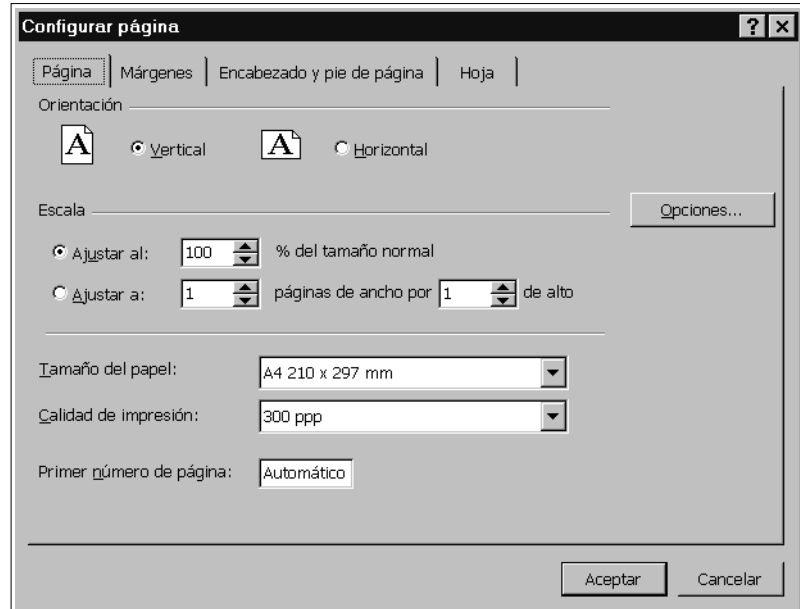 Configurar página
Página Márgenes Encabezado y pie de página Hoja
Orientación
A Vertical A Horizontal
Escala Opciones...
Ajustar al: 100 % del tamaño normal
Ajustar a: 1 páginas de ancho por 1 de alto
Tamaño del papel: A4 210 x 297 mm
Calidad de impresión: 300 ppp
Primer número de página: Automático
Aceptar Cancelar